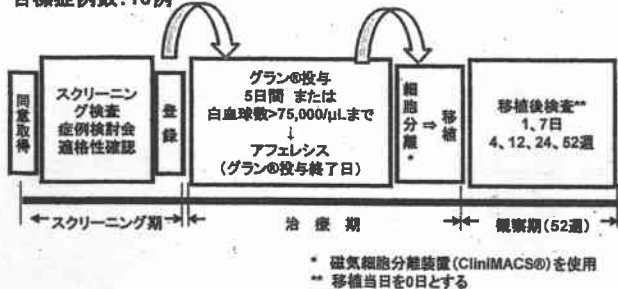 目標症例数:10例
同意取得
スクリーニ
ング検査
症例検討会
適格性確認
登録
グラン®投与
5日間 または
白血球数>75,000/μLまで
↓
アフェレシス
(グラン®投与終了日)
細胞分離*
⇒
移植
移植後検査**
1、7日
4、12、24、52週
スクリーニング期
治療期
観察期(52週)
* 磁気細胞分離装置(CliniMACS®)を使用
** 移植当日を0日とする